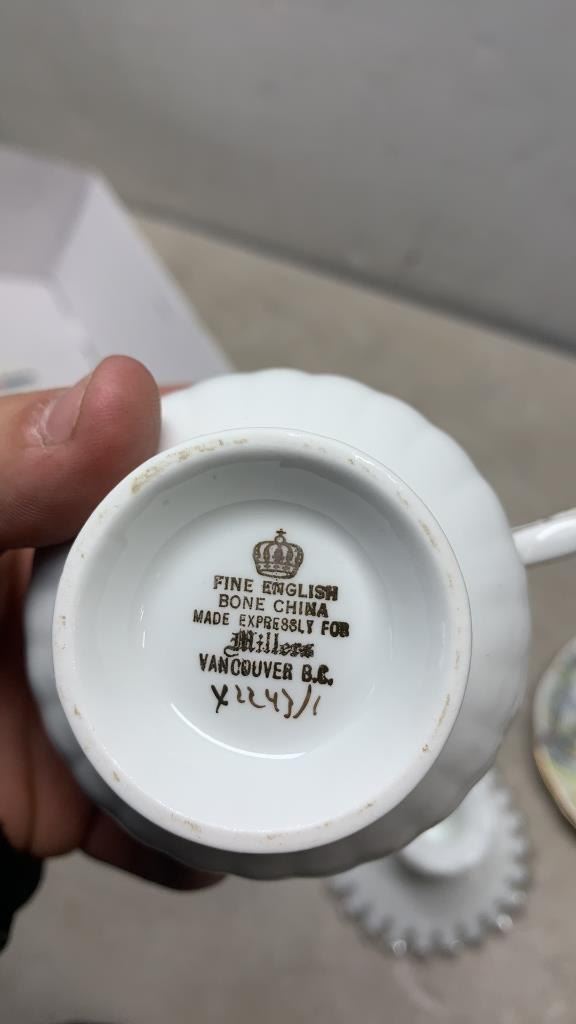 FINE ENGLISH
BONE CHINA
MADE EXPRESSLY FOR
Millers
VANCOUVER B.C.
X2243/1